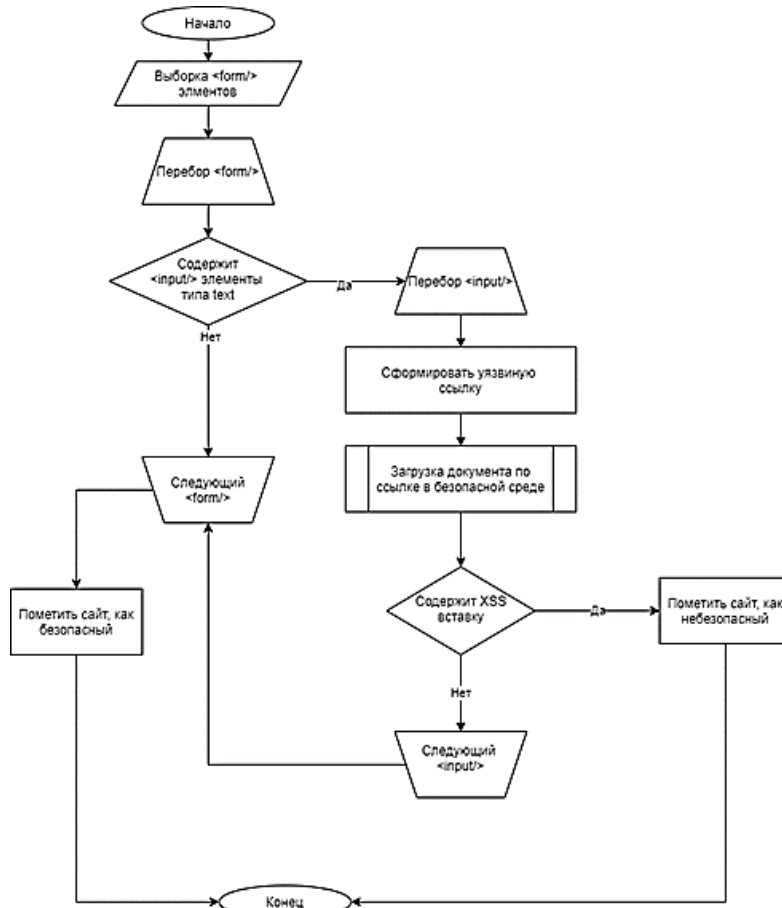 Начало
Выборка <form/>
элментов
Перебор <form/>
Содержит
<input/> элементы
типа text
Да
Перебор <input/>
Нет
Сформировать уязвиную
ссылку
Загрузка документа по
ссылке в безопасной среде
Следующий
<form/>
Содержит XSS
вставку
Да
Пометить сайт, как
небезопасный
Пометить сайт, как
безопасный
Нет
Следующий
<input/>
Конец